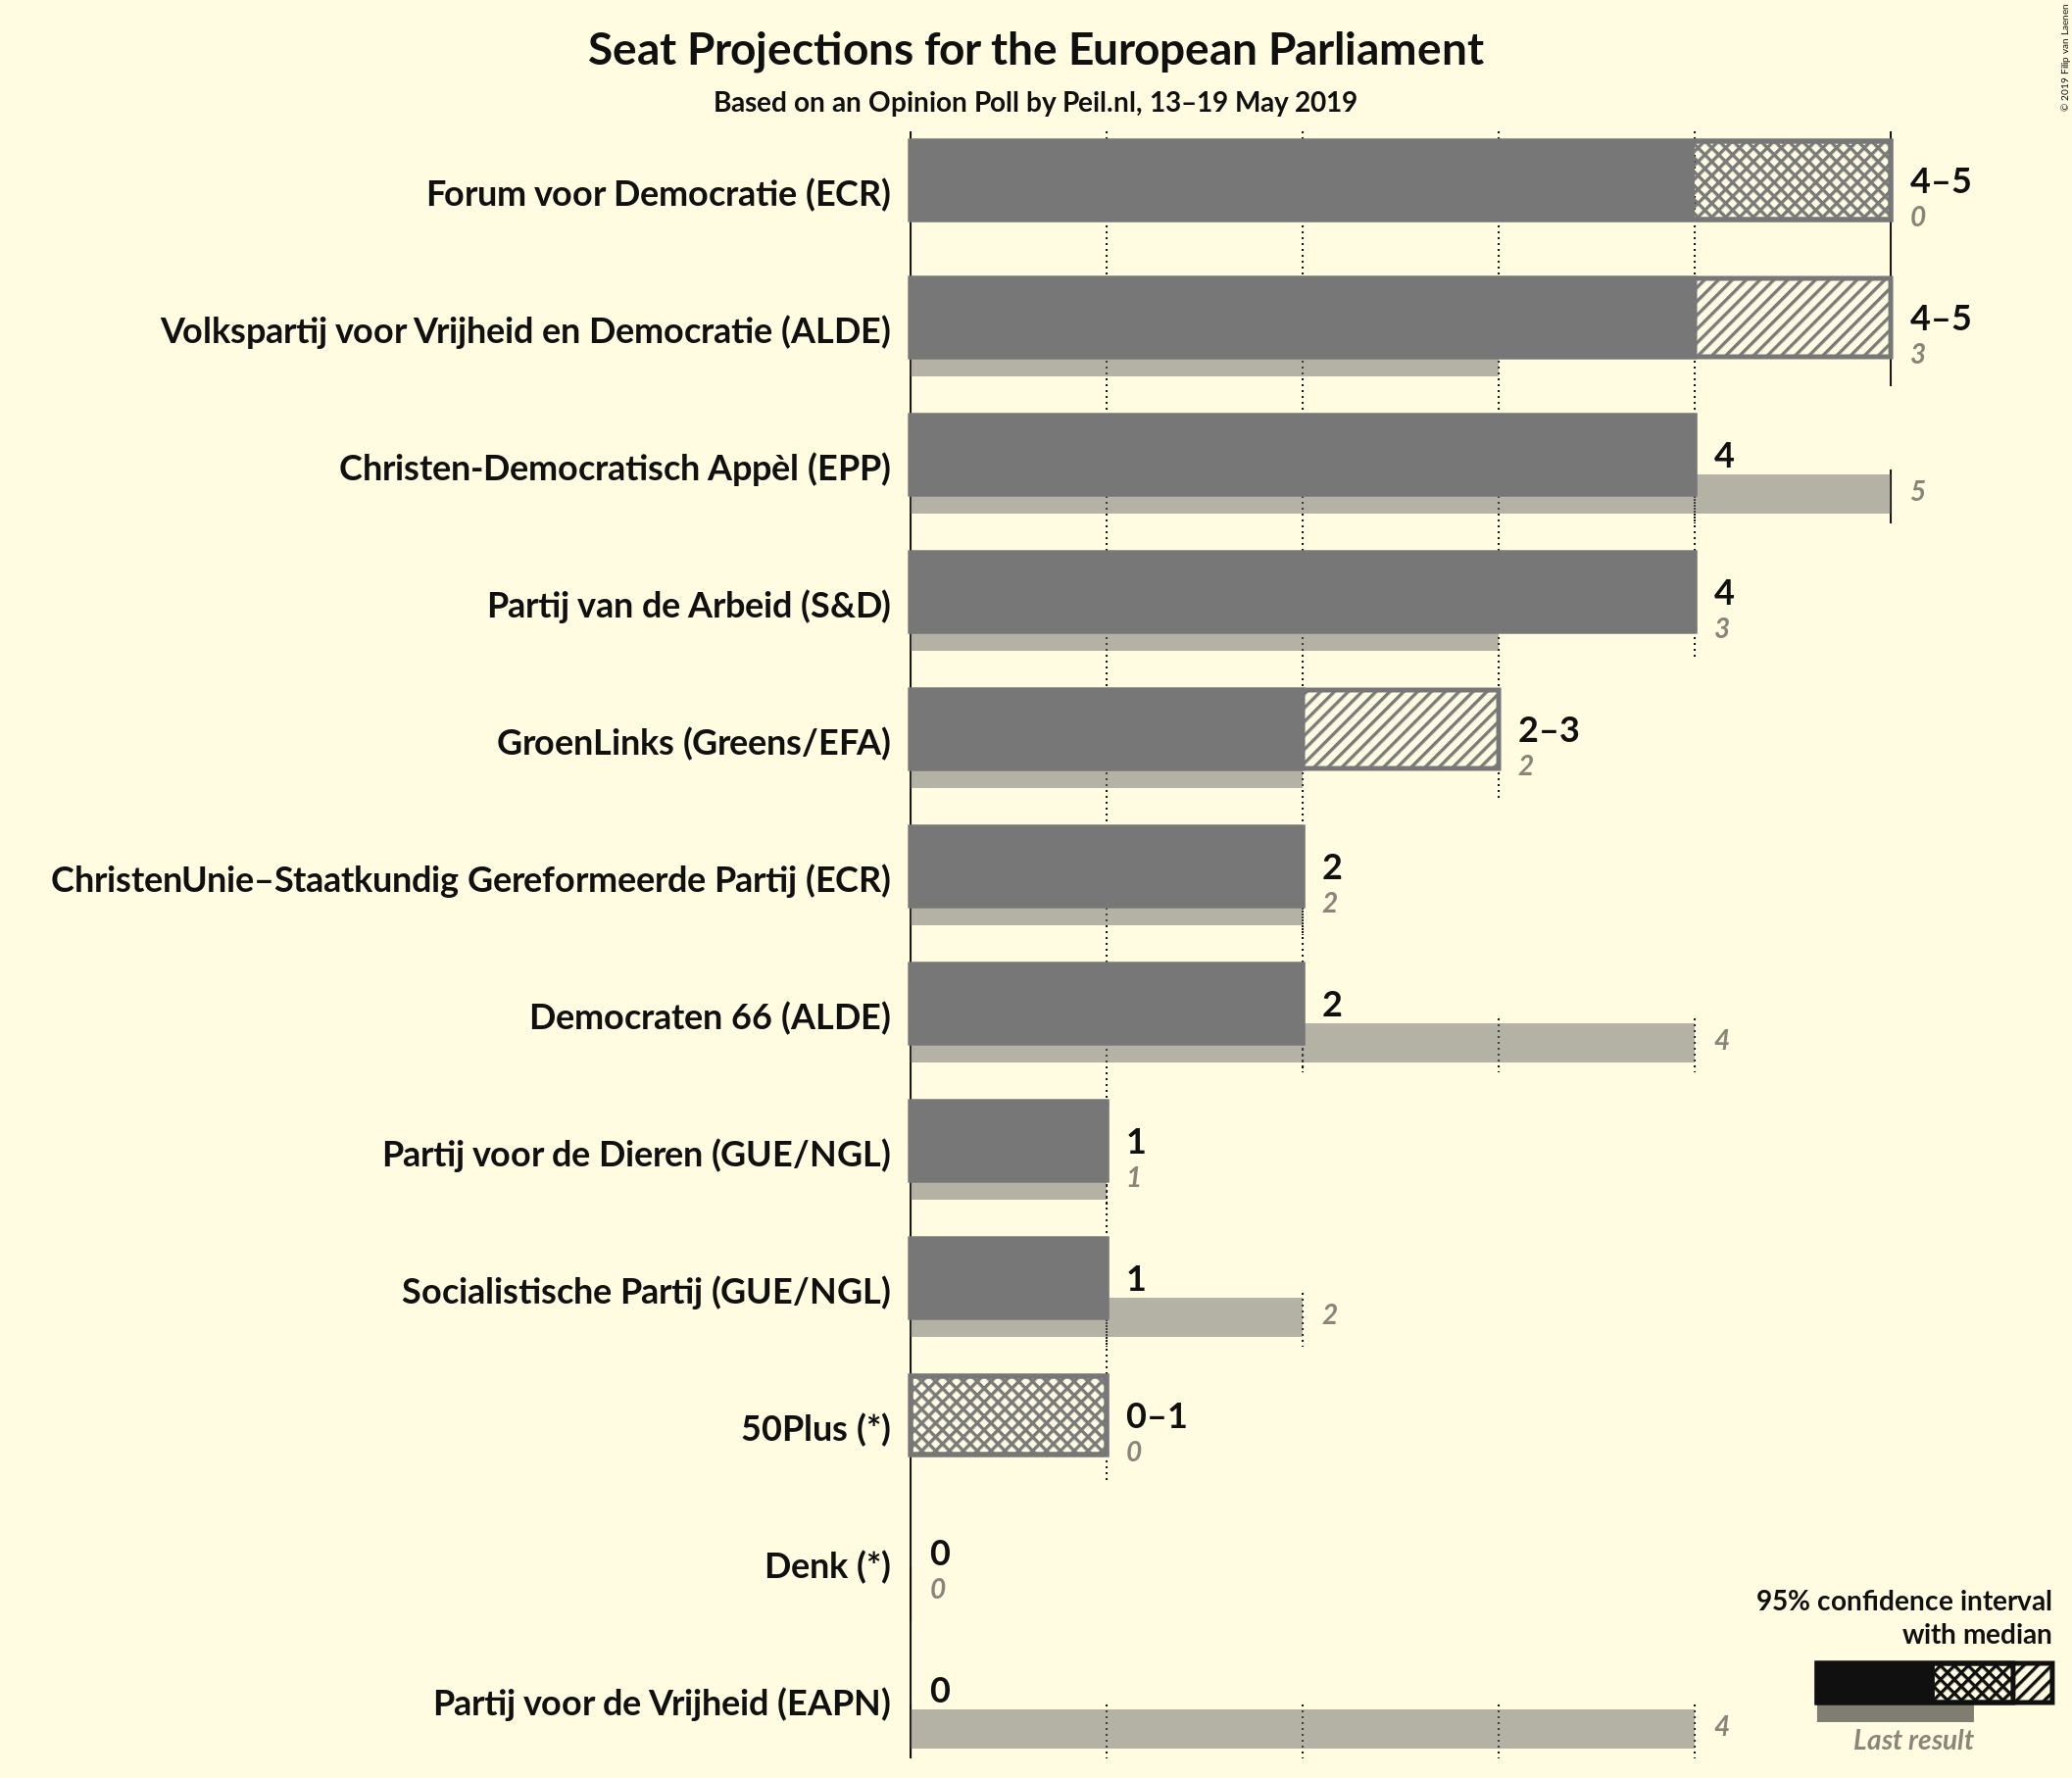 Seat Projections for the European Parliament
Based on an Opinion Poll by Peil.nl, 13–19 May 2019
© 2019 Filip van Laenen
Forum voor Democratie (ECR)
4–5
0
Volkspartij voor Vrijheid en Democratie (ALDE)
4–5
3
Christen-Democratisch Appèl (EPP)
4
5
Partij van de Arbeid (S&D)
4
3
GroenLinks (Greens/EFA)
2–3
2
ChristenUnie–Staatkundig Gereformeerde Partij (ECR)
2
2
Democraten 66 (ALDE)
2
4
Partij voor de Dieren (GUE/NGL)
1
1
Socialistische Partij (GUE/NGL)
1
2
50Plus (*)
0–1
0
Denk (*)
0
0
Partij voor de Vrijheid (EAPN)
0
4
95% confidence interval
with median
Last result